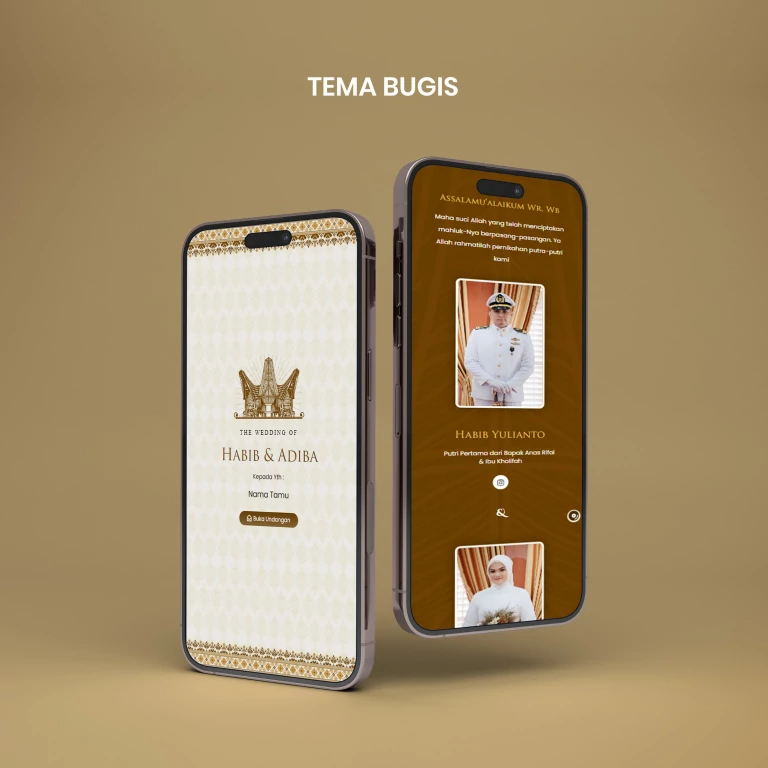 TEMA BUGIS
THE WEDDING OF
HABIB & ADIBA
Kepada Yth :
Nama Tamu
Buka Undangan
ASSALAMU'ALAIKUM WR. WB
Maha suci Allah yang telah menciptakan
mahluk-Nya berpasang-pasangan. Ya
Allah rahmatilah pernikahan putra-putri
kami
HABIB YULIANTO
Putri Pertama dari Bapak Anas Rifai
& Ibu Khalifah
&